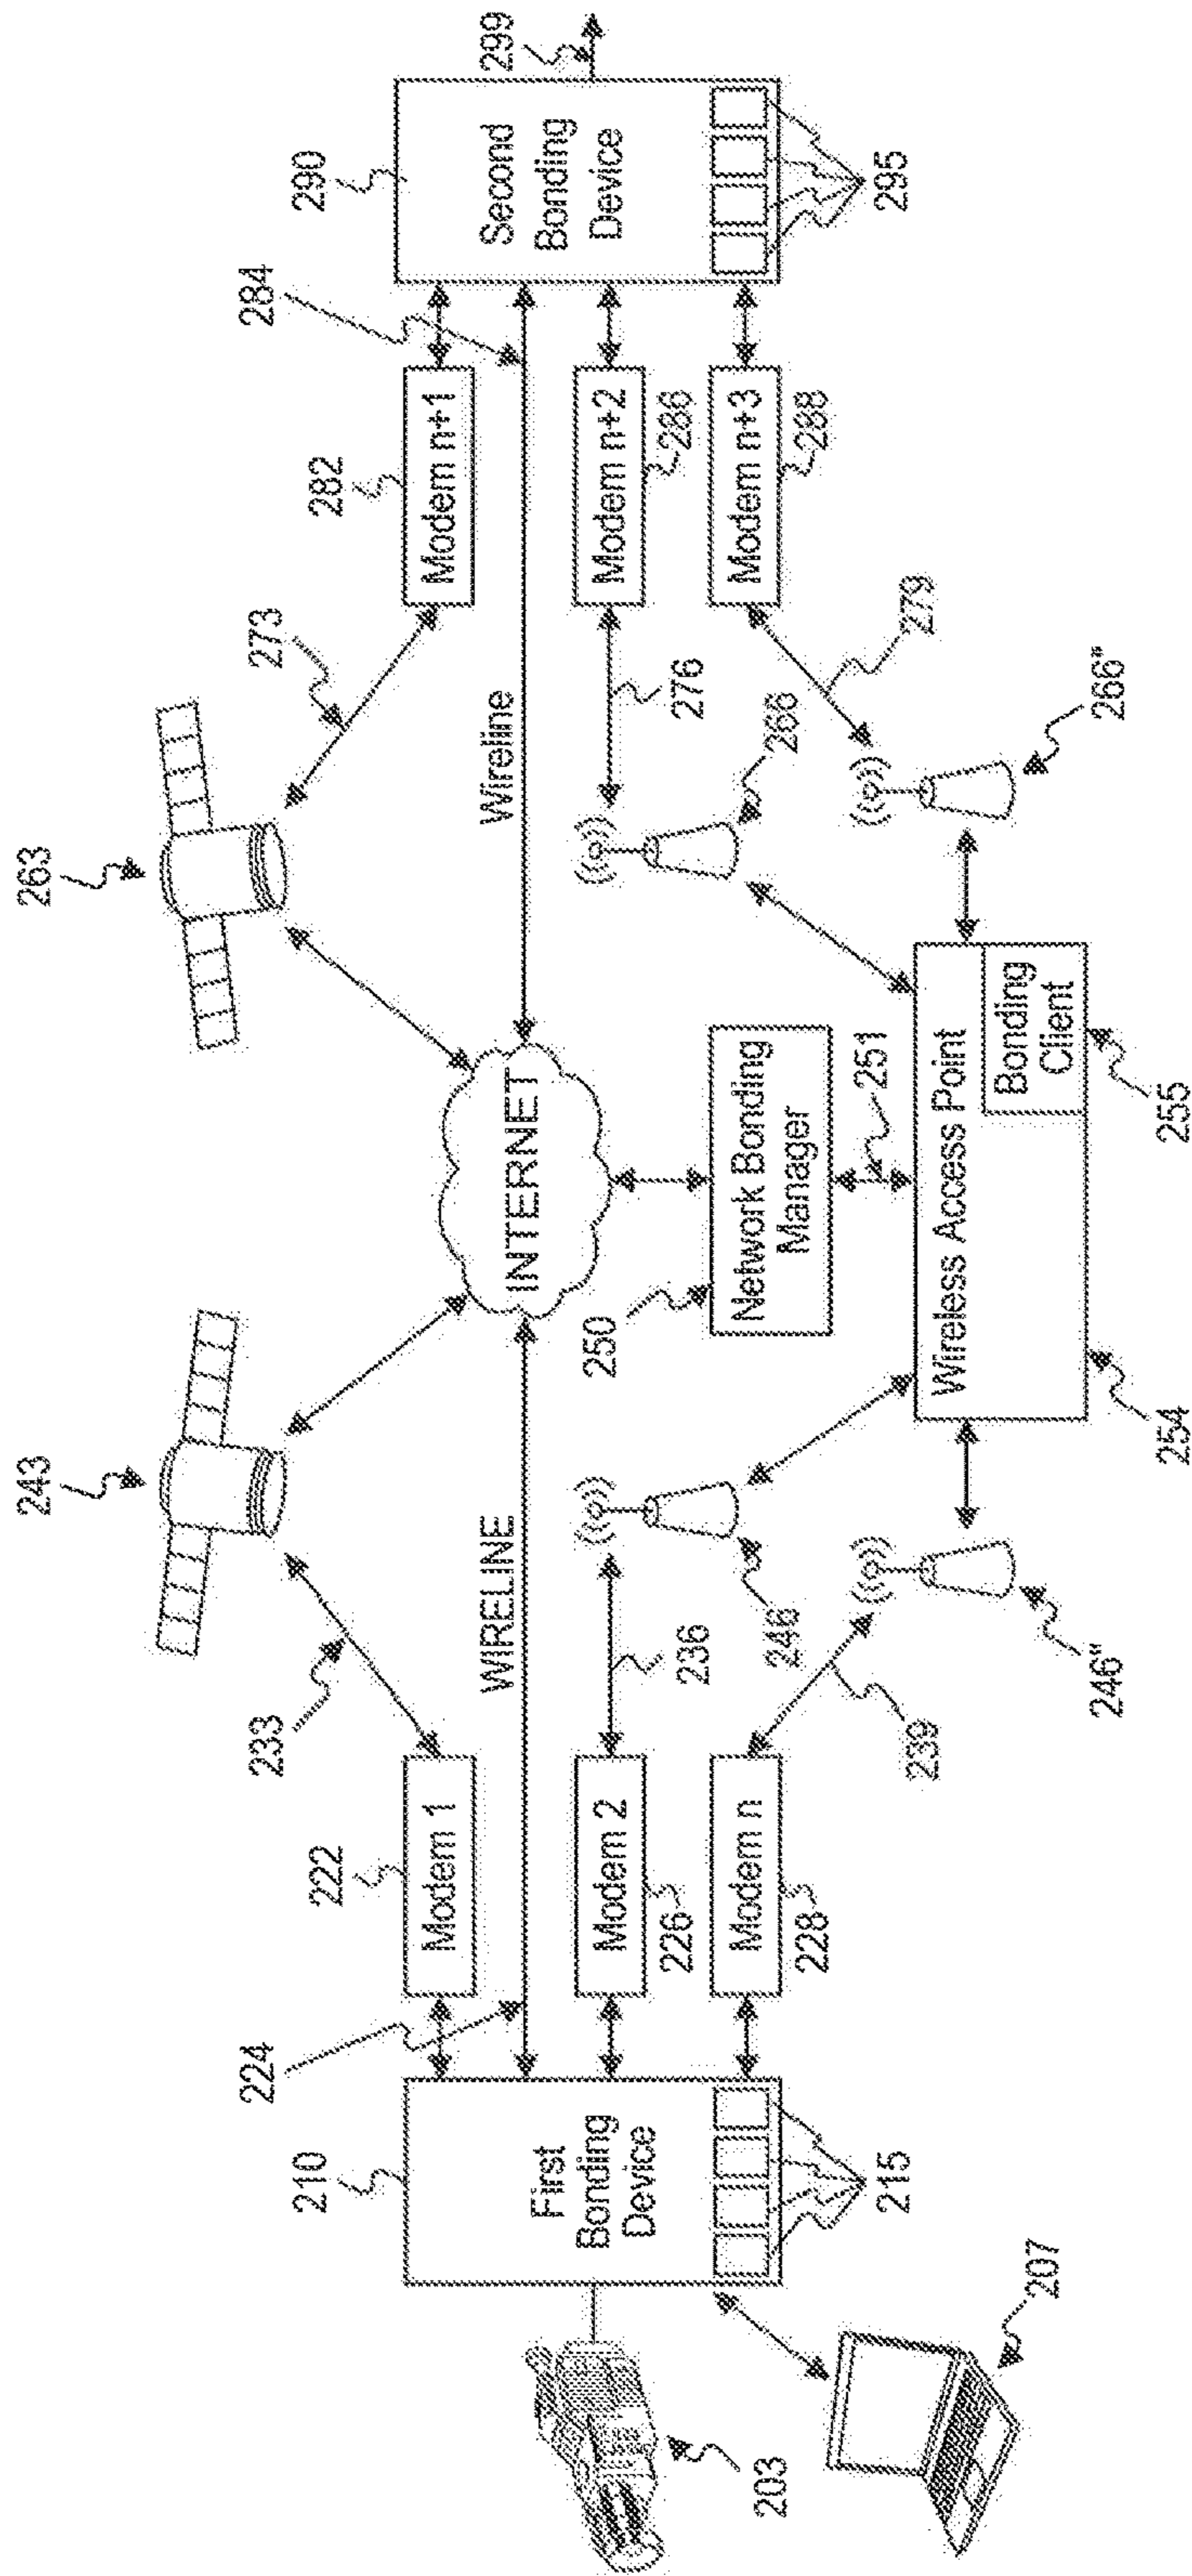 243
263
233
273
222
Modem 1
282
Modem n+1
210
224
284
290
First
Bonding
Device
WIRELINE
INTERNET
Wireline
Second
Bonding
Device
299
Modem 2
226
236
246
250
276
266
Modem n+2
286
215
Modem n
228
Network Bonding
Manager
251
Modem n+3
288
295
203
207
239
246"
Wireless Access Point
Bonding
Client
254
255
279
266"